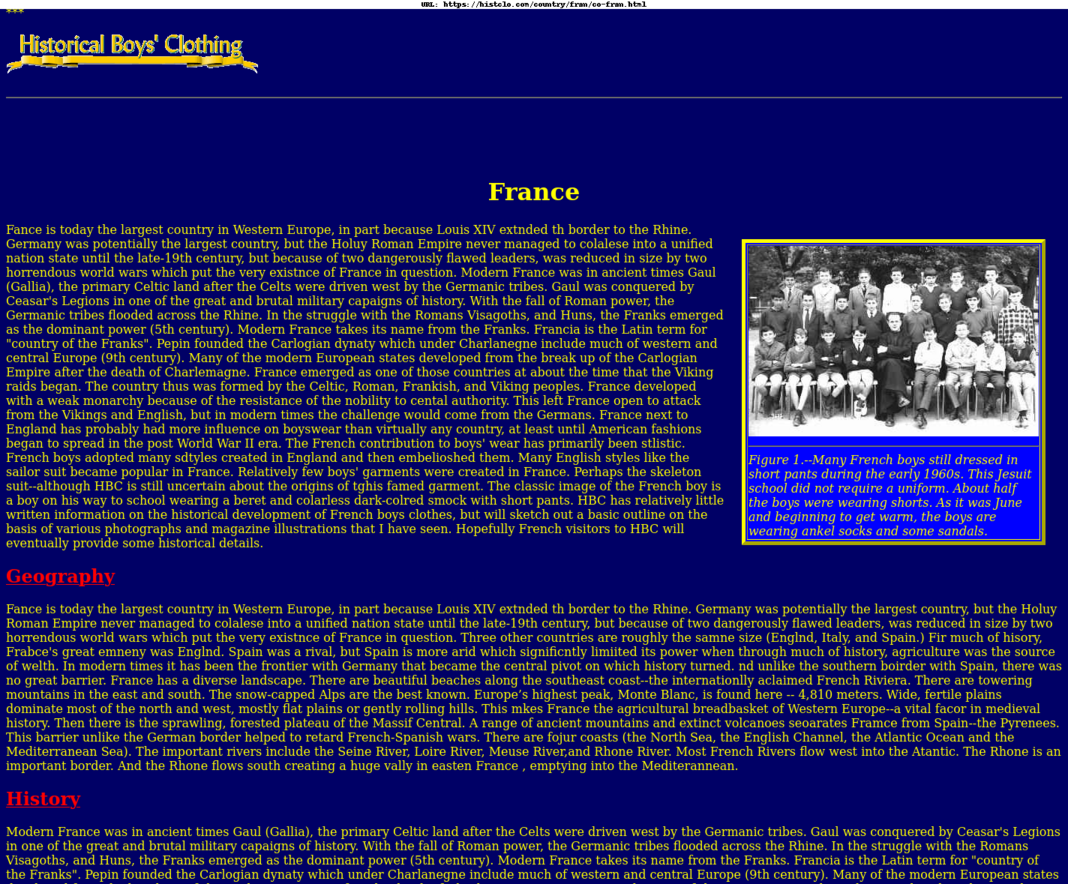 URL: https://histclo.com/country/fran/co-fran.html
***
Historical Boys' Clothing
France
Fance is today the largest country in Western Europe, in part because Louis XIV extnded th border to the Rhine.
Germany was potentially the largest country, but the Holuy Roman Empire never managed to colalese into a unified
nation state until the late-19th century, but because of two dangerously flawed leaders, was reduced in size by two
horrendous world wars which put the very existnce of France in question. Modern France was in ancient times Gaul
(Gallia), the primary Celtic land after the Celts were driven west by the Germanic tribes. Gaul was conquered by
Ceasar's Legions in one of the great and brutal military capaigns of history. With the fall of Roman power, the
Germanic tribes flooded across the Rhine. In the struggle with the Romans Visagoths, and Huns, the Franks emerged
as the dominant power (5th century). Modern France takes its name from the Franks. Francia is the Latin term for
"country of the Franks". Pepin founded the Carlogian dynaty which under Charlanegne include much of western and
central Europe (9th century). Many of the modern European states developed from the break up of the Carlogian
Empire after the death of Charlemagne. France emerged as one of those countries at about the time that the Viking
raids began. The country thus was formed by the Celtic, Roman, Frankish, and Viking peoples. France developed
with a weak monarchy because of the resistance of the nobility to cental authority. This left France open to attack
from the Vikings and English, but in modern times the challenge would come from the Germans. France next to
England has probably had more influence on boyswear than virtually any country, at least until American fashions
began to spread in the post World War II era. The French contribution to boys' wear has primarily been stlistic.
French boys adopted many sdtyles created in England and then embelioshed them. Many English styles like the
sailor suit became popular in France. Relatively few boys' garments were created in France. Perhaps the skeleton
suit--although HBC is still uncertain about the origins of tghis famed garment. The classic image of the French boy is
a boy on his way to school wearing a beret and colarless dark-colred smock with short pants. HBC has relatively little
written information on the historical development of French boys clothes, but will sketch out a basic outline on the
basis of various photographs and magazine illustrations that I have seen. Hopefully French visitors to HBC will
eventually provide some historical details.
Figure 1.--Many French boys still dressed in
short pants during the early 1960s. This Jesuit
school did not require a uniform. About half
the boys were wearing shorts. As it was June
and beginning to get warm, the boys are
wearing ankel socks and some sandals.
Geography
Fance is today the largest country in Western Europe, in part because Louis XIV extnded th border to the Rhine. Germany was potentially the largest country, but the Holuy
Roman Empire never managed to colalese into a unified nation state until the late-19th century, but because of two dangerously flawed leaders, was reduced in size by two
horrendous world wars which put the very existnce of France in question. Three other countries are roughly the samne size (Englnd, Italy, and Spain.) Fir much of hisory,
Frabce's great emneny was Englnd. Spain was a rival, but Spain is more arid which significntly limiited its power when through much of history, agriculture was the source
of welth. In modern times it has been the frontier with Germany that became the central pivot on which history turned. nd unlike the southern boirder with Spain, there was
no great barrier. France has a diverse landscape. There are beautiful beaches along the southeast coast--the internationlly aclaimed French Riviera. There are towering
mountains in the east and south. The snow-capped Alps are the best known. Europe’s highest peak, Monte Blanc, is found here -- 4,810 meters. Wide, fertile plains
dominate most of the north and west, mostly flat plains or gently rolling hills. This mkes France the agricultural breadbasket of Western Europe--a vital facor in medieval
history. Then there is the sprawling, forested plateau of the Massif Central. A range of ancient mountains and extinct volcanoes seoarates Framce from Spain--the Pyrenees.
This barrier unlike the German border helped to retard French-Spanish wars. There are fojur coasts (the North Sea, the English Channel, the Atlantic Ocean and the
Mediterranean Sea). The important rivers include the Seine River, Loire River, Meuse River,and Rhone River. Most French Rivers flow west into the Atantic. The Rhone is an
important border. And the Rhone flows south creating a huge vally in easten France , emptying into the Mediterannean.
History
Modern France was in ancient times Gaul (Gallia), the primary Celtic land after the Celts were driven west by the Germanic tribes. Gaul was conquered by Ceasar's Legions
in one of the great and brutal military capaigns of history. With the fall of Roman power, the Germanic tribes flooded across the Rhine. In the struggle with the Romans
Visagoths, and Huns, the Franks emerged as the dominant power (5th century). Modern France takes its name from the Franks. Francia is the Latin term for "country of
the Franks". Pepin founded the Carlogian dynaty which under Charlanegne include much of western and central Europe (9th century). Many of the modern European states